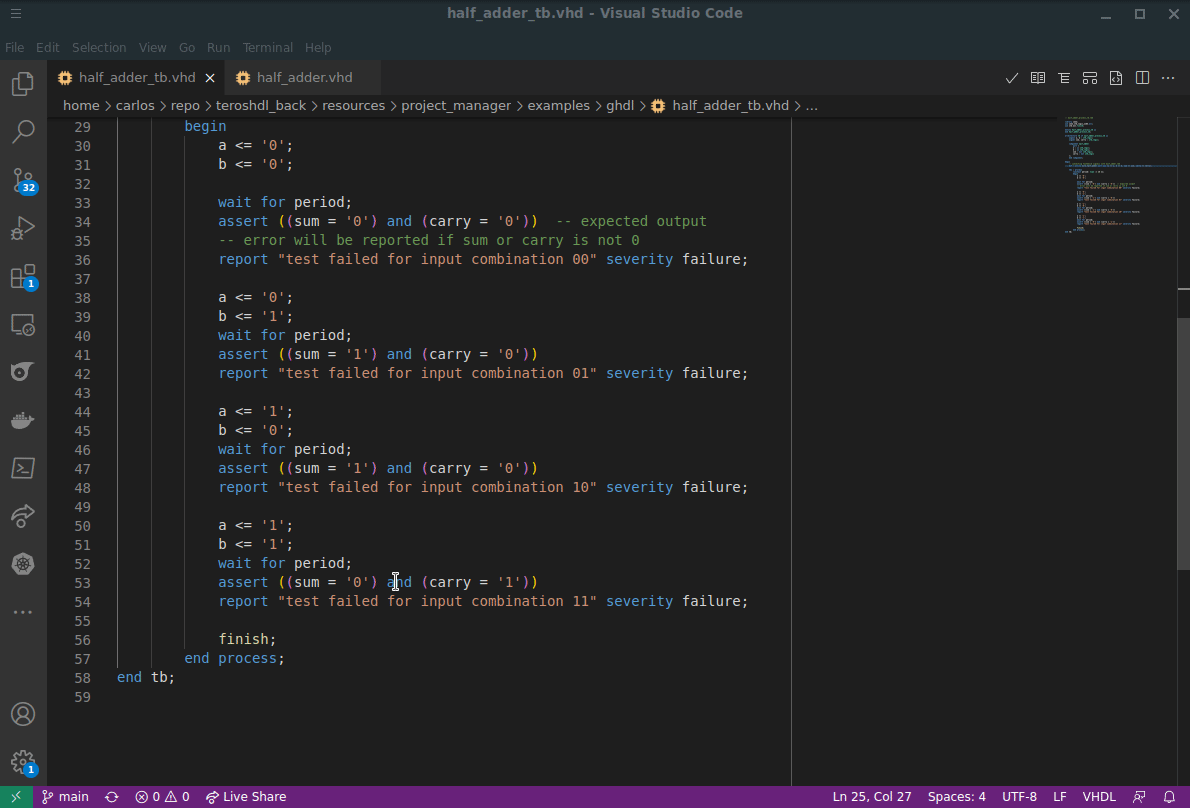 half_adder_tb.vhd - Visual Studio Code
File Edit Selection View Go Run Terminal Help
half_adder_tb.vhd half_adder.vhd
home > carlos > repo > teroshdl_back > resources > project_manager > examples > ghdl > half_adder_tb.vhd > ...
29 begin
30 a <= '0';
31 b <= '0';
32
33 wait for period;
34 assert ((sum = '0') and (carry = '0')) -- expected output
35 -- error will be reported if sum or carry is not 0
36 report "test failed for input combination 00" severity failure;
37
38 a <= '0';
39 b <= '1';
40 wait for period;
41 assert ((sum = '1') and (carry = '0'))
42 report "test failed for input combination 01" severity failure;
43
44 a <= '1';
45 b <= '0';
46 wait for period;
47 assert ((sum = '1') and (carry = '0'))
48 report "test failed for input combination 10" severity failure;
49
50 a <= '1';
51 b <= '1';
52 wait for period;
53 assert ((sum = '0') and (carry = '1'))
54 report "test failed for input combination 11" severity failure;
55
56 finish;
57 end process;
58 end tb;
59
32
1
1
main 0 0 Live Share Ln 25, Col 27 Spaces: 4 UTF-8 LF VHDL